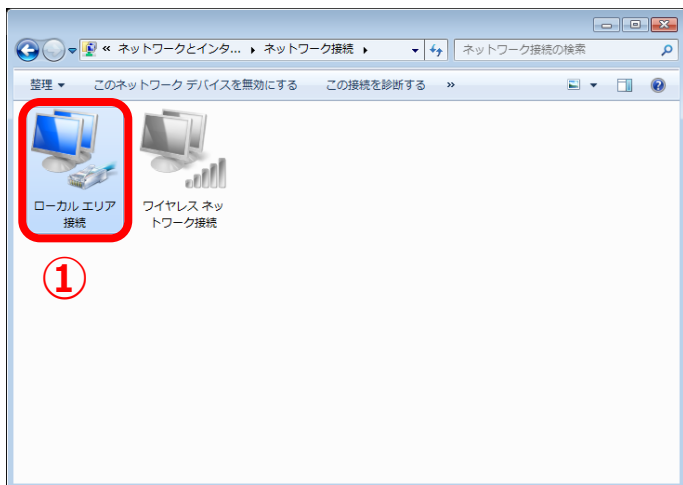 « ネットワークとインタ... ▸ ネットワーク接続 ▸ ネットワーク接続の検索
整理 ▼ このネットワーク デバイスを無効にする この接続を診断する »
ローカル エリア
接続
ワイヤレス ネッ
トワーク接続
①